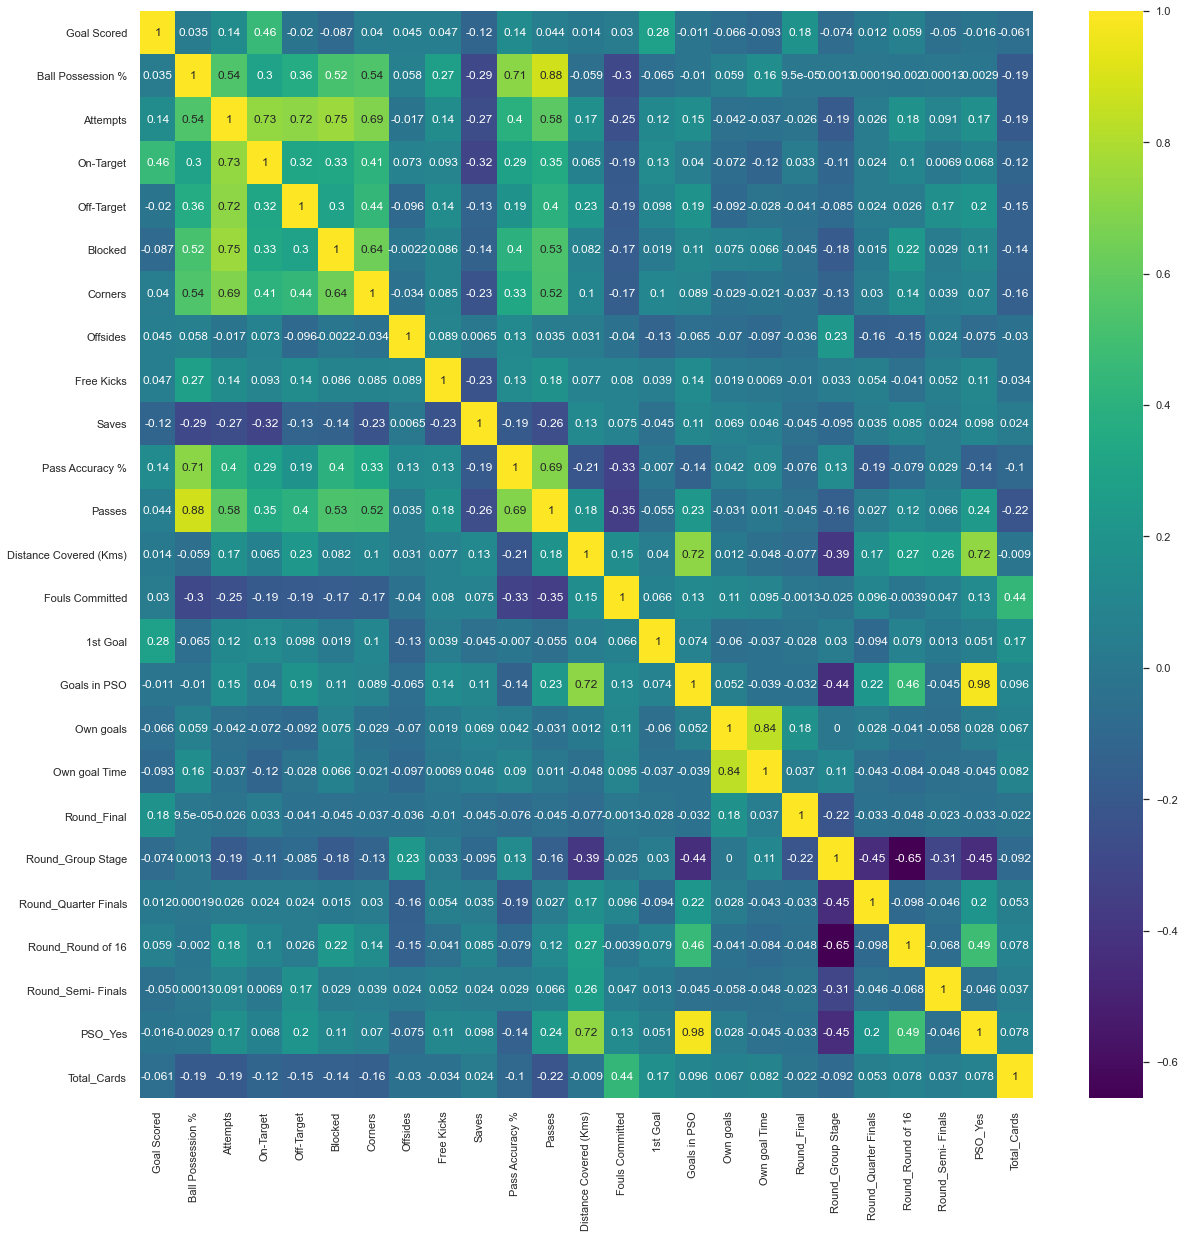 Goal Scored 1 0.035 0.14 0.46 -0.02 -0.087 0.04 0.045 0.047 -0.12 0.14 0.044 0.014 0.03 0.28 -0.011 -0.066 -0.093 0.18 -0.074 0.012 0.059 -0.05 -0.016 -0.061
Ball Possession % 0.035 1 0.54 0.3 0.36 0.52 0.54 0.058 0.27 -0.29 0.71 0.88 -0.059 -0.3 -0.065 -0.01 0.059 0.16 9.5e-05 0.0013 0.00019 -0.002 0.00013 -0.0029 -0.19
Attempts 0.14 0.54 1 0.73 0.72 0.75 0.69 -0.017 0.14 -0.27 0.4 0.58 0.17 -0.25 0.12 0.15 -0.042 -0.037 -0.026 -0.19 0.026 0.18 0.091 0.17 -0.19
On-Target 0.46 0.3 0.73 1 0.32 0.33 0.41 0.073 0.093 -0.32 0.29 0.35 0.065 -0.19 0.13 0.04 -0.072 -0.12 0.033 -0.11 0.024 0.1 0.0069 0.068 -0.12
Off-Target -0.02 0.36 0.72 0.32 1 0.3 0.44 -0.096 0.14 -0.13 0.19 0.4 0.23 -0.19 0.098 0.19 -0.092 -0.028 -0.041 -0.085 0.024 0.026 0.17 0.2 -0.15
Blocked -0.087 0.52 0.75 0.33 0.3 1 0.64 -0.0022 0.086 -0.14 0.4 0.53 0.082 -0.17 0.019 0.11 0.075 0.066 -0.045 -0.18 0.015 0.22 0.029 0.11 -0.14
Corners 0.04 0.54 0.69 0.41 0.44 0.64 1 -0.034 0.085 -0.23 0.33 0.52 0.1 -0.17 0.1 0.089 -0.029 -0.021 -0.037 -0.13 0.03 0.14 0.039 0.07 -0.16
Offsides 0.045 0.058 -0.017 0.073 -0.096 -0.0022 -0.034 1 0.089 0.0065 0.13 0.035 0.031 -0.04 -0.13 -0.065 -0.07 -0.097 -0.036 0.23 -0.16 -0.15 0.024 -0.075 -0.03
Free Kicks 0.047 0.27 0.14 0.093 0.14 0.086 0.085 0.089 1 -0.23 0.13 0.18 0.077 0.08 0.039 0.14 0.019 0.0069 -0.01 0.033 0.054 -0.041 0.052 0.11 -0.034
Saves -0.12 -0.29 -0.27 -0.32 -0.13 -0.14 -0.23 0.0065 -0.23 1 -0.19 -0.26 0.13 0.075 -0.045 0.11 0.069 0.046 -0.045 -0.095 0.035 0.085 0.024 0.098 0.024
Pass Accuracy % 0.14 0.71 0.4 0.29 0.19 0.4 0.33 0.13 0.13 -0.19 1 0.69 -0.21 -0.33 -0.007 -0.14 0.042 0.09 -0.076 0.13 -0.19 -0.079 0.029 -0.14 -0.1
Passes 0.044 0.88 0.58 0.35 0.4 0.53 0.52 0.035 0.18 -0.26 0.69 1 0.18 -0.35 -0.055 0.23 -0.031 0.011 -0.045 -0.16 0.027 0.12 0.066 0.24 -0.22
Distance Covered (Kms) 0.014 -0.059 0.17 0.065 0.23 0.082 0.1 0.031 0.077 0.13 -0.21 0.18 1 0.15 0.04 0.72 0.012 -0.048 -0.077 -0.39 0.17 0.27 0.26 0.72 -0.009
Fouls Committed 0.03 -0.3 -0.25 -0.19 -0.19 -0.17 -0.17 -0.04 0.08 0.075 -0.33 -0.35 0.15 1 0.066 0.13 0.11 0.095 -0.0013 -0.025 0.096 -0.0039 0.047 0.13 0.44
1st Goal 0.28 -0.065 0.12 0.13 0.098 0.019 0.1 -0.13 0.039 -0.045 -0.007 -0.055 0.04 0.066 1 0.074 -0.06 -0.037 -0.028 0.03 -0.094 0.079 0.013 0.051 0.17
Goals in PSO -0.011 -0.01 0.15 0.04 0.19 0.11 0.089 -0.065 0.14 0.11 -0.14 0.23 0.72 0.13 0.074 1 0.052 -0.039 -0.032 -0.44 0.22 0.46 -0.045 0.98 0.096
Own goals -0.066 0.059 -0.042 -0.072 -0.092 0.075 -0.029 -0.07 0.019 0.069 0.042 -0.031 0.012 0.11 -0.06 0.052 1 0.84 0.18 0 0.028 -0.041 -0.058 0.028 0.067
Own goal Time -0.093 0.16 -0.037 -0.12 -0.028 0.066 -0.021 -0.097 0.0069 0.046 0.09 0.011 -0.048 0.095 -0.037 -0.039 0.84 1 0.037 0.11 -0.043 -0.084 -0.048 -0.045 0.082
Round_Final 0.18 9.5e-05 -0.026 0.033 -0.041 -0.045 -0.037 -0.036 -0.01 -0.045 -0.076 -0.045 -0.077 -0.0013 -0.028 -0.032 0.18 0.037 1 -0.22 -0.033 -0.048 -0.023 -0.033 -0.022
Round_Group Stage -0.074 0.0013 -0.19 -0.11 -0.085 -0.18 -0.13 0.23 0.033 -0.095 0.13 -0.16 -0.39 -0.025 0.03 -0.44 0 0.11 -0.22 1 -0.45 -0.65 -0.31 -0.45 -0.092
Round_Quarter Finals 0.012 0.00019 0.026 0.024 0.024 0.015 0.03 -0.16 0.054 0.035 -0.19 0.027 0.17 0.096 -0.094 0.22 0.028 -0.043 -0.033 -0.45 1 -0.098 -0.046 0.2 0.053
Round_Round of 16 0.059 -0.002 0.18 0.1 0.026 0.22 0.14 -0.15 -0.041 0.085 -0.079 0.12 0.27 -0.0039 0.079 0.46 -0.041 -0.084 -0.048 -0.65 -0.098 1 -0.068 0.49 0.078
Round_Semi- Finals -0.05 0.00013 0.091 0.0069 0.17 0.029 0.039 0.024 0.052 0.024 0.029 0.066 0.26 0.047 0.013 -0.045 -0.058 -0.048 -0.023 -0.31 -0.046 -0.068 1 -0.046 0.037
PSO_Yes -0.016 -0.0029 0.17 0.068 0.2 0.11 0.07 -0.075 0.11 0.098 -0.14 0.24 0.72 0.13 0.051 0.98 0.028 -0.045 -0.033 -0.45 0.2 0.49 -0.046 1 0.078
Total_Cards -0.061 -0.19 -0.19 -0.12 -0.15 -0.14 -0.16 -0.03 -0.034 0.024 -0.1 -0.22 -0.009 0.44 0.17 0.096 0.067 0.082 -0.022 -0.092 0.053 0.078 0.037 0.078 1
Goal Scored
Ball Possession %
Attempts
On-Target
Off-Target
Blocked
Corners
Offsides
Free Kicks
Saves
Pass Accuracy %
Passes
Distance Covered (Kms)
Fouls Committed
1st Goal
Goals in PSO
Own goals
Own goal Time
Round_Final
Round_Group Stage
Round_Quarter Finals
Round_Round of 16
Round_Semi- Finals
PSO_Yes
Total_Cards
1.0
0.8
0.6
0.4
0.2
0.0
−0.2
−0.4
−0.6